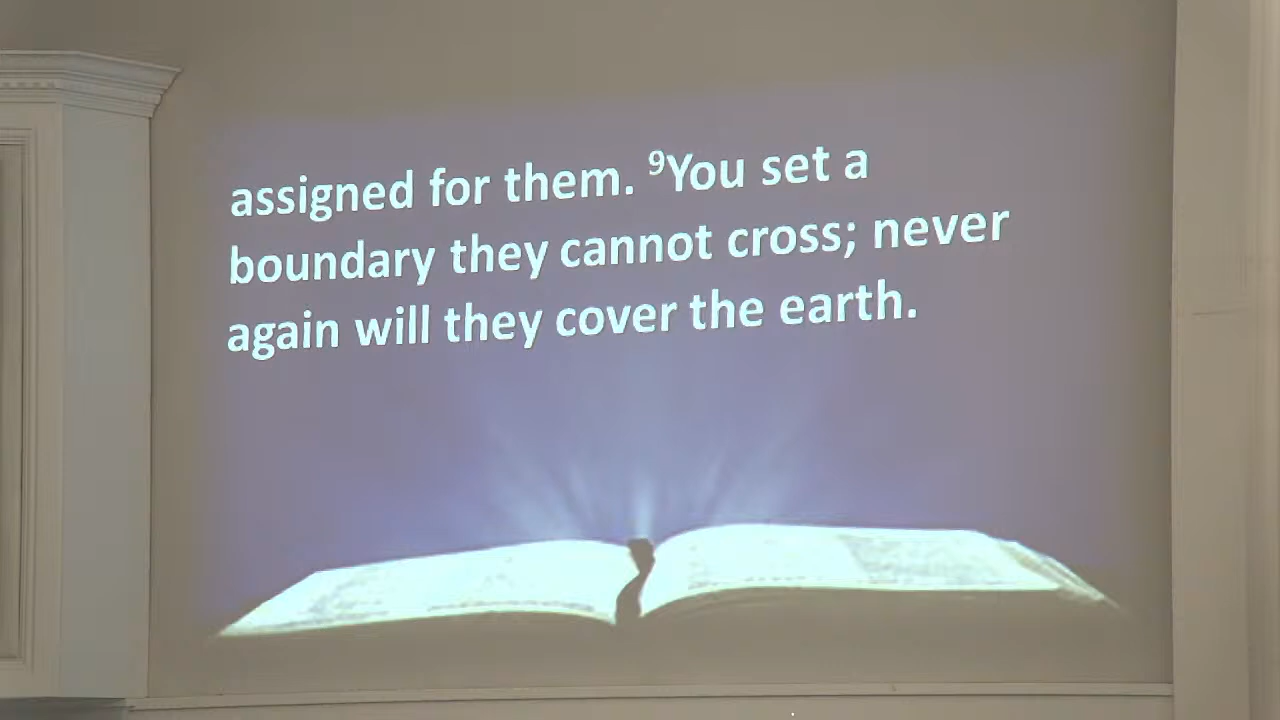 assigned for them. ⁹You set a
boundary they cannot cross; never
again will they cover the earth.